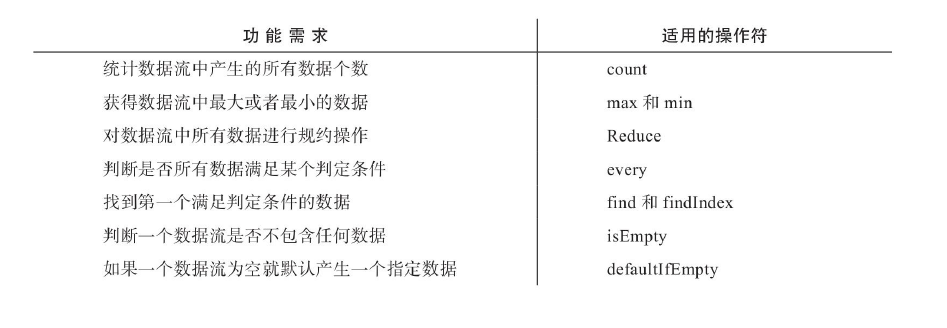 功能需求 适用的操作符
统计数据流中产生的所有数据个数 count
获得数据流中最大或者最小的数据 max 和 min
对数据流中所有数据进行规约操作 Reduce
判断是否所有数据满足某个判定条件 every
找到第一个满足判定条件的数据 find 和 findIndex
判断一个数据流是否不包含任何数据 isEmpty
如果一个数据流为空就默认产生一个指定数据 defaultIfEmpty